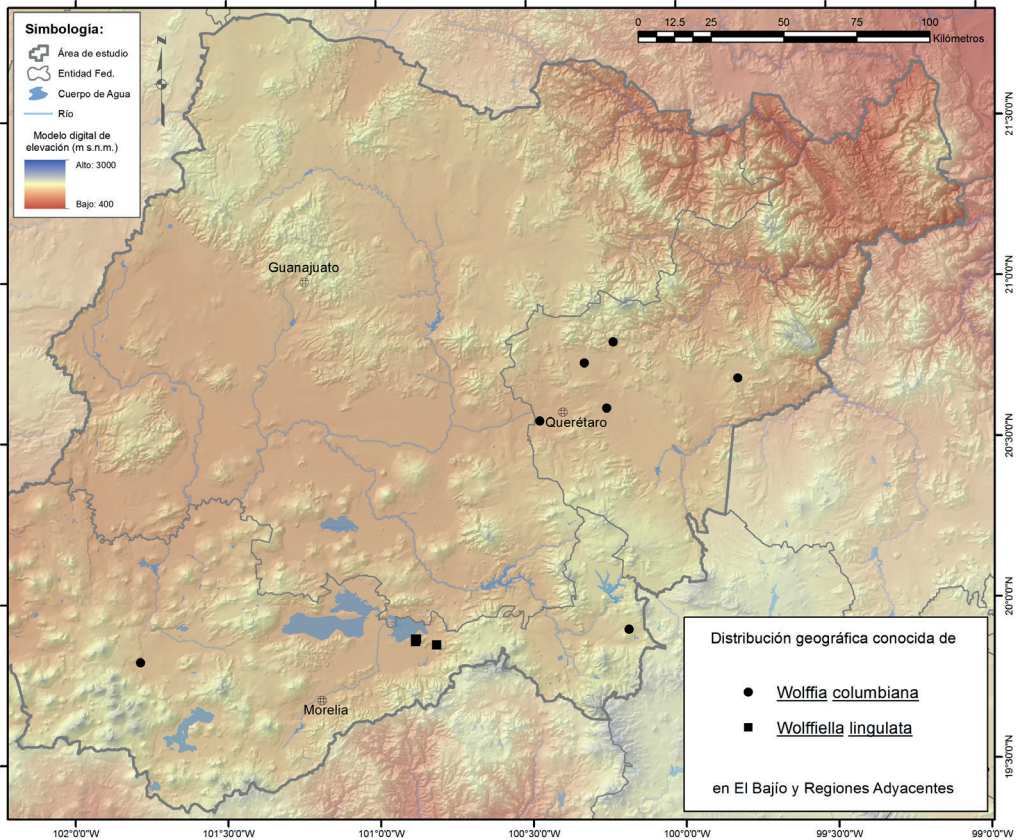 Simbología:
Área de estudio
Entidad Fed.
Cuerpo de Agua
Río
Modelo digital de
elevación (m s.n.m.)
Alto: 3000
Bajo: 400
N
0 12.5 25 50 75 100
Kilómetros
21°30'0"N
21°0'0"N
20°30'0"N
20°0'0"N
19°30'0"N
Guanajuato
Querétaro
Morelia
Distribución geográfica conocida de
Wolffia columbiana
Wolffiella lingulata
en El Bajío y Regiones Adyacentes
102°0'0"W 101°30'0"W 101°0'0"W 100°30'0"W 100°0'0"W 99°30'0"W 99°0'0"W